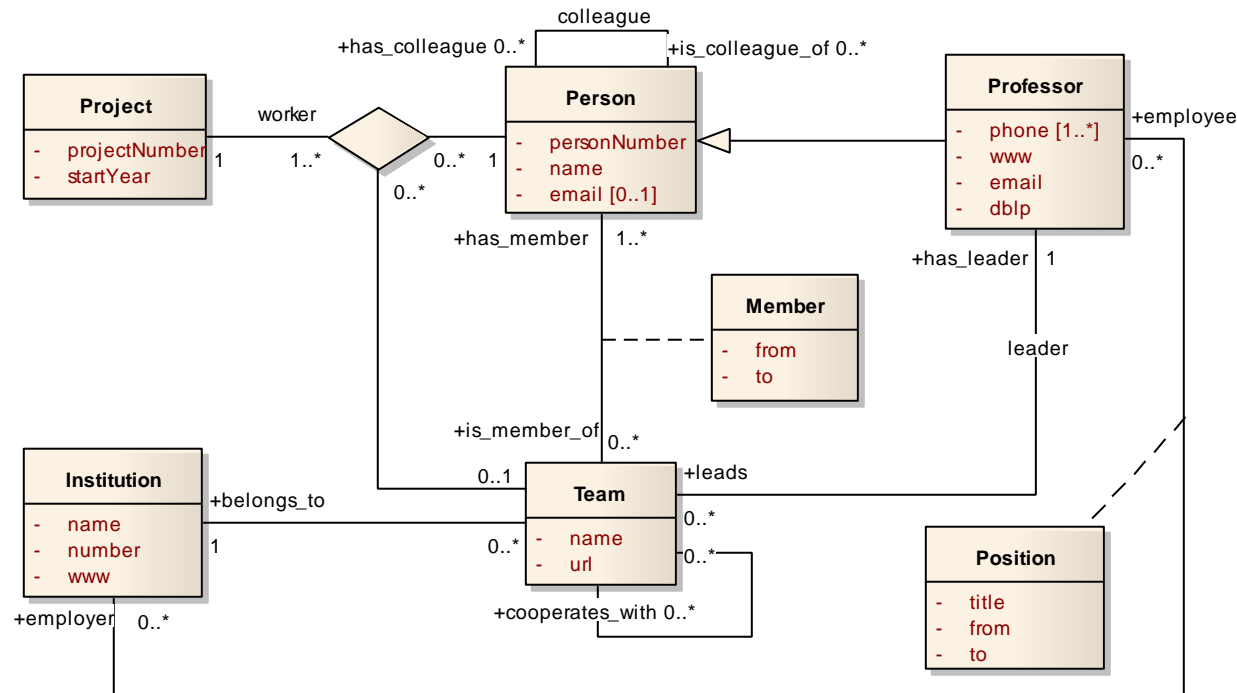 colleague
+has_colleague 0..*
+is_colleague_of 0..*
Project
- projectNumber
- startYear
1
worker
1..*
0..*
1
0..*
Person
- personNumber
- name
- email [0..1]
Professor
- phone [1..*]
- www
- email
- dblp
+employee
0..*
+has_member
1..*
+has_leader
1
Member
- from
- to
leader
+is_member_of
0..*
0..1
Institution
- name
- number
- www
+belongs_to
1
0..*
Team
- name
- url
+leads
0..*
0..*
+cooperates_with 0..*
Position
- title
- from
- to
+employer
0..*